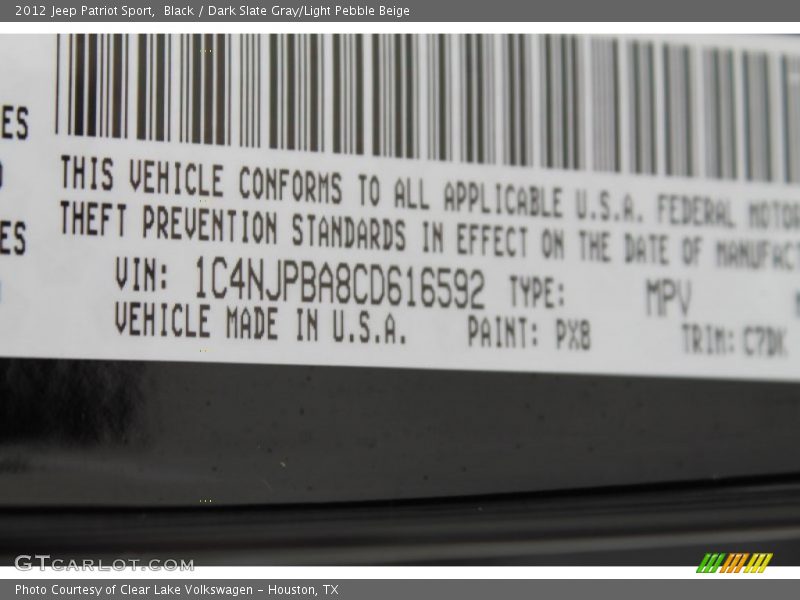 2012 Jeep Patriot Sport,  Black / Dark Slate Gray/Light Pebble Beige
ES
THIS VEHICLE CONFORMS TO ALL APPLICABLE U.S.A. FEDERAL MOTOR
THEFT PREVENTION STANDARDS IN EFFECT ON THE DATE OF MANUFACT
ES
VIN: 1C4NJPBA8CD616592 TYPE: MPV
VEHICLE MADE IN U.S.A. PAINT: PX8 TRIM: C7DK
GTCARLOT.COM
Photo Courtesy of Clear Lake Volkswagen - Houston, TX